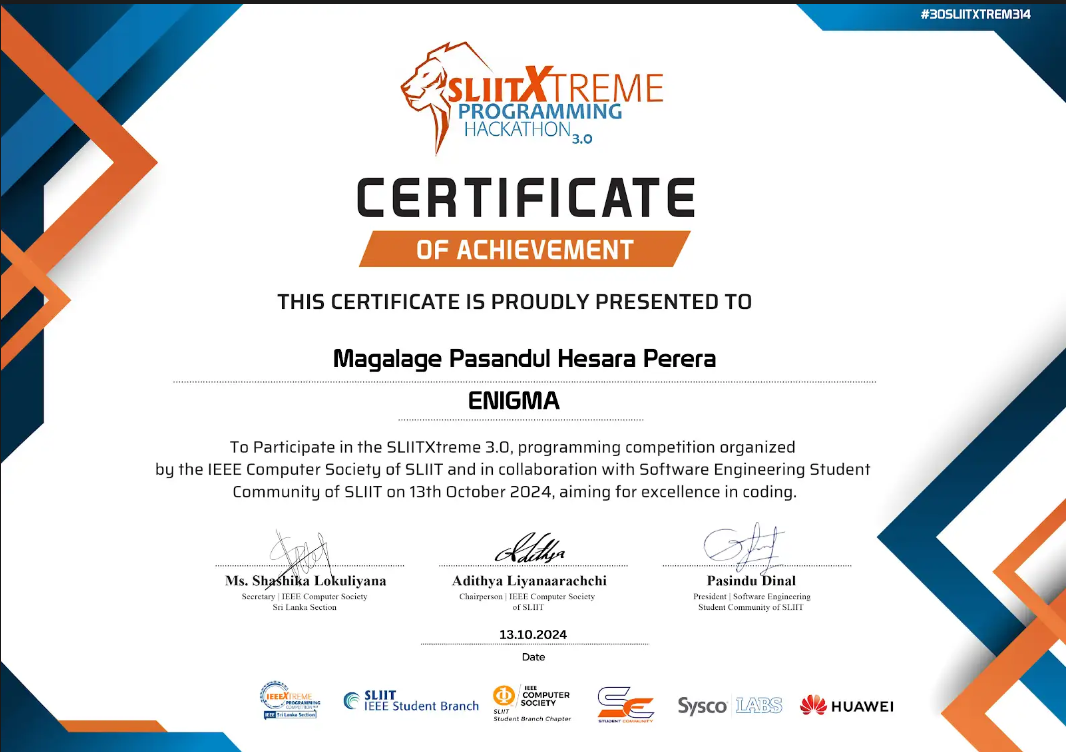 #30SLIITXTREM314
SLIITXTREME
PROGRAMMING
HACKATHON 3.0
CERTIFICATE
OF ACHIEVEMENT
THIS CERTIFICATE IS PROUDLY PRESENTED TO
Magalage Pasandul Hesara Perera
ENIGMA
To Participate in the SLIITXtreme 3.0, programming competition organized
by the IEEE Computer Society of SLIIT and in collaboration with Software Engineering Student
Community of SLIIT on 13th October 2024, aiming for excellence in coding.
Adithya
Ms. Shashika Lokuliyana
Secretary | IEEE Computer Society
Sri Lanka Section
Adithya Liyanaarachchi
Chairperson | IEEE Computer Society
of SLIIT
Pasindu Dinal
President | Software Engineering
Student Community of SLIIT
13.10.2024
Date
IEEEXTREME
PROGRAMMING
COMPETITION
IEEE Sri Lanka Section
SLIIT
IEEE Student Branch
IEEE
COMPUTER
SOCIETY
SLIIT
Student Branch Chapter
SE
STUDENT COMMUNITY
Sysco LABS
HUAWEI